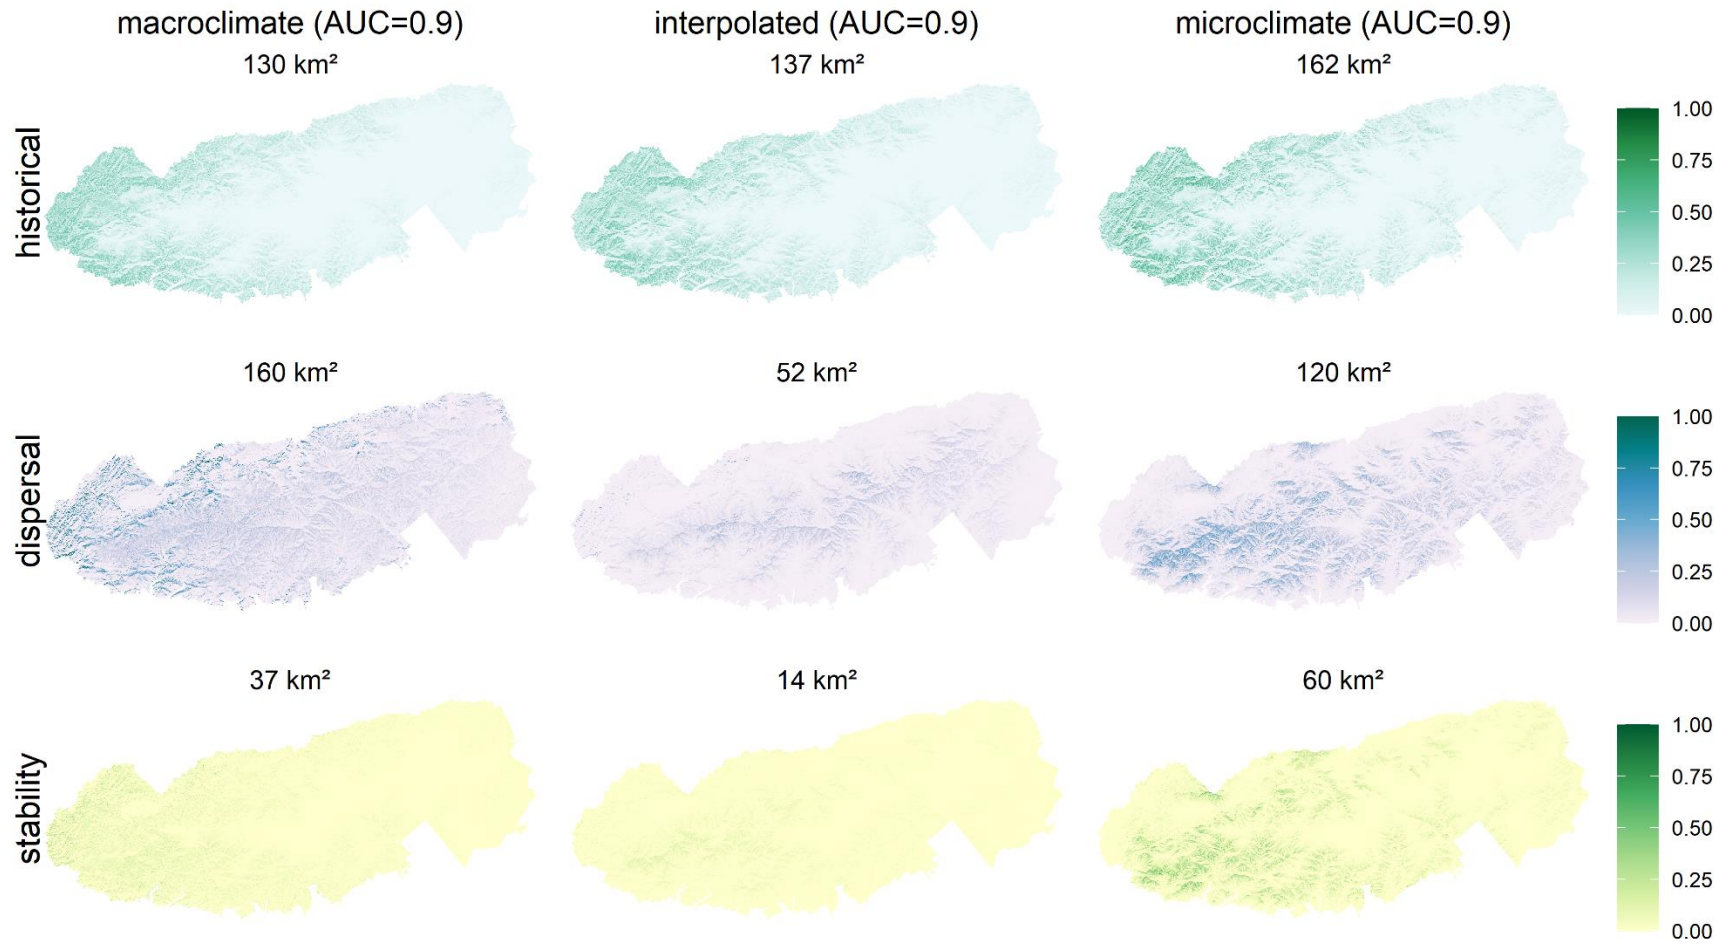 macroclimate (AUC=0.9) interpolated (AUC=0.9) microclimate (AUC=0.9)
130 km² 137 km² 162 km²
historical
1.00
0.75
0.50
0.25
0.00
160 km² 52 km² 120 km²
dispersal
1.00
0.75
0.50
0.25
0.00
37 km² 14 km² 60 km²
stability
1.00
0.75
0.50
0.25
0.00